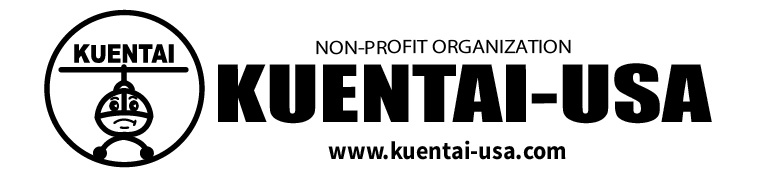 KUENTAI
NON-PROFIT ORGANIZATION
KUENTAI-USA
www.kuentai-usa.com